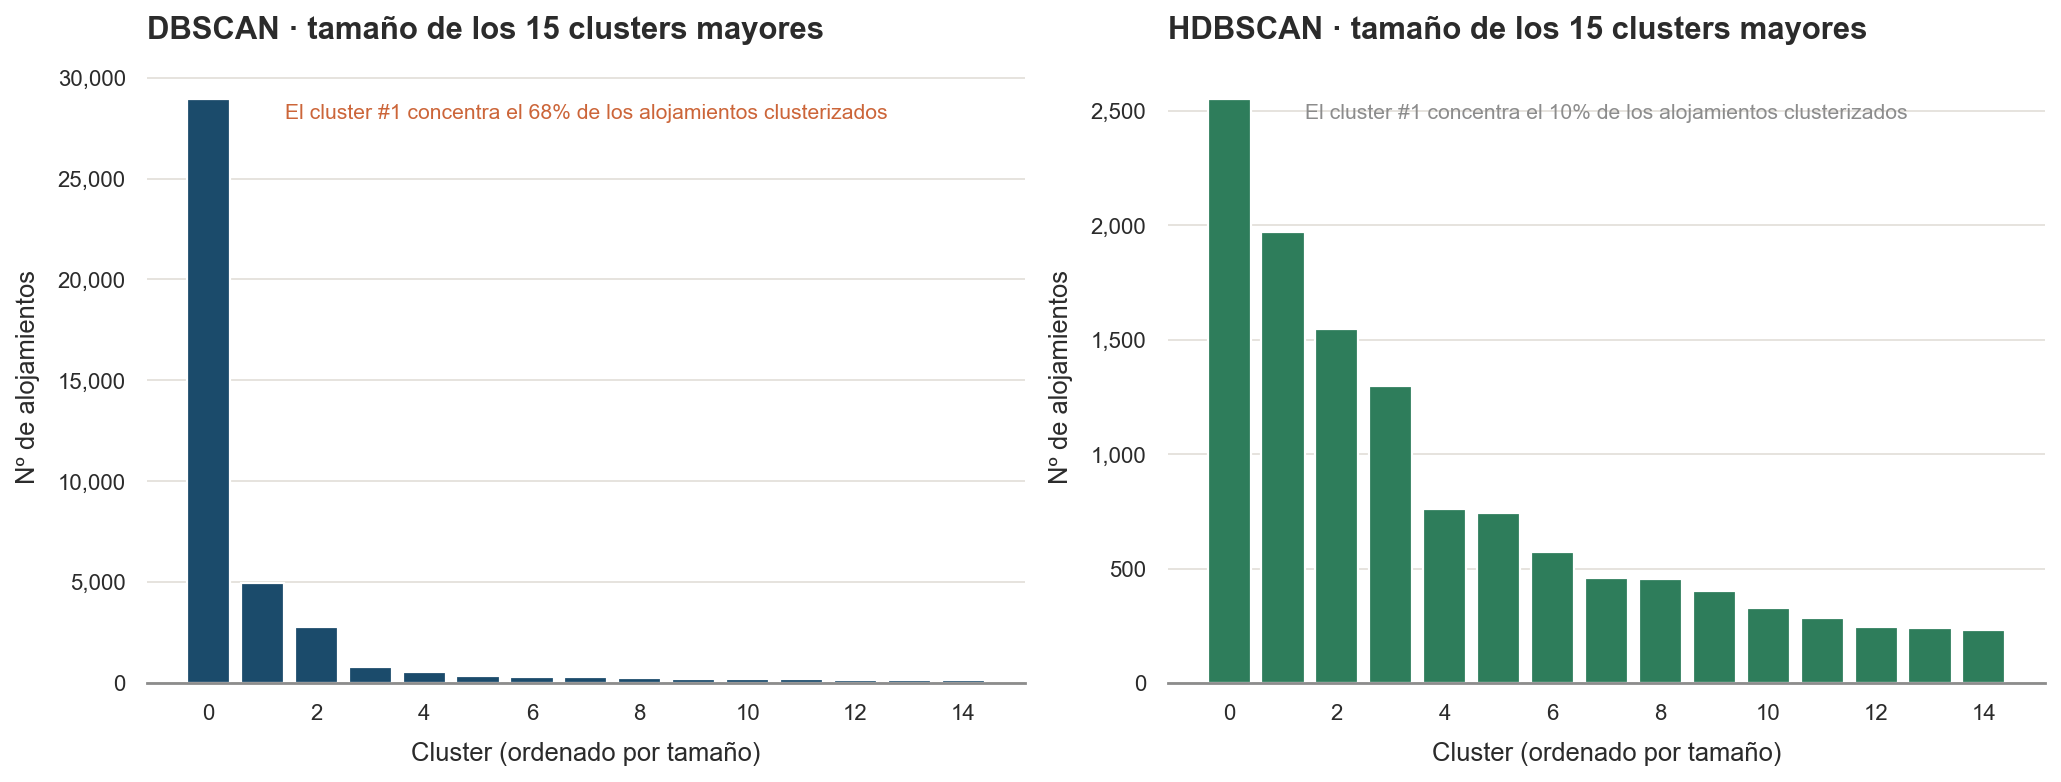 DBSCAN · tamaño de los 15 clusters mayores
30,000
25,000
20,000
15,000
10,000
5,000
0
El cluster #1 concentra el 68% de los alojamientos clusterizados
Nº de alojamientos
0 2 4 6 8 10 12 14
Cluster (ordenado por tamaño)
HDBSCAN · tamaño de los 15 clusters mayores
2,500
2,000
1,500
1,000
500
0
El cluster #1 concentra el 10% de los alojamientos clusterizados
Nº de alojamientos
0 2 4 6 8 10 12 14
Cluster (ordenado por tamaño)